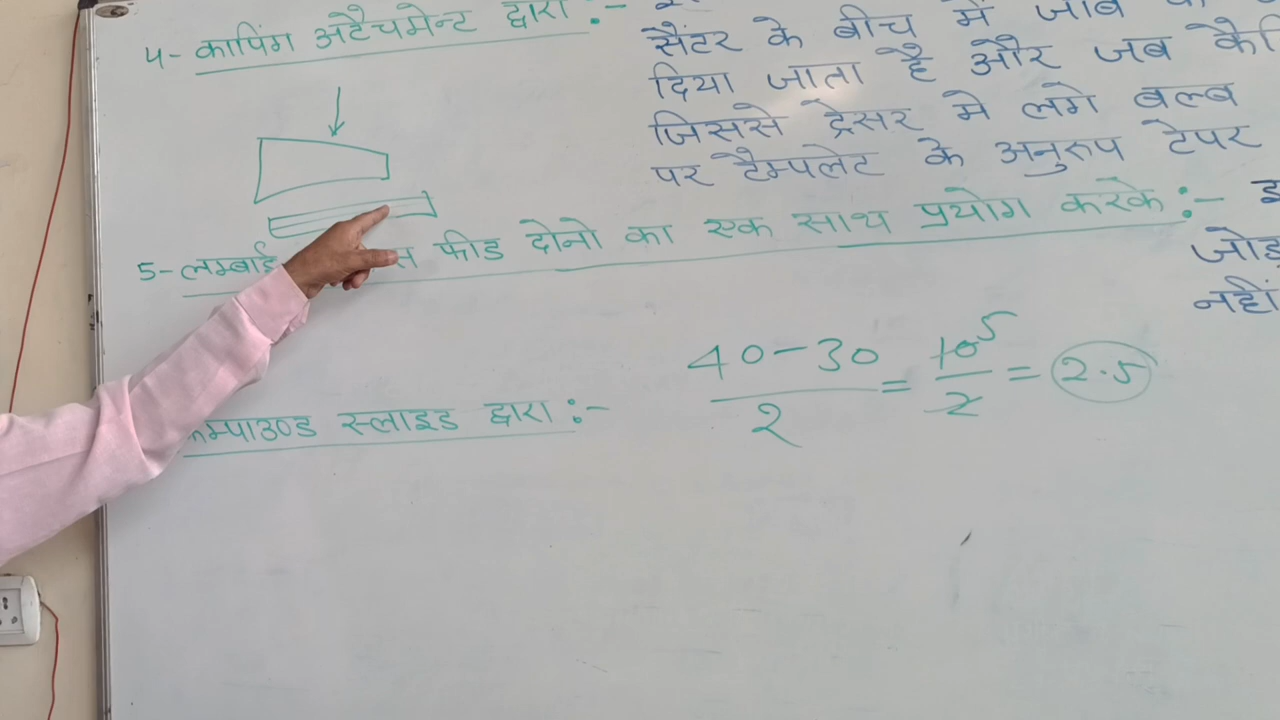 4- कापिंग अटैचमेन्ट द्वारा :-
सैंटर के बीच में जॉब
दिया जाता है और जब
जिससे ट्रेसर मे लगे बल्ब
पर टैम्पलेट के अनुरुप टेपर
5- लम्बाई फीड दोनो का एक साथ प्रयोग करके :-
जोड़
नहीं
40-30/2 = 10/2 5 = 2.5
कम्पाउण्ड स्लाइड द्वारा :-